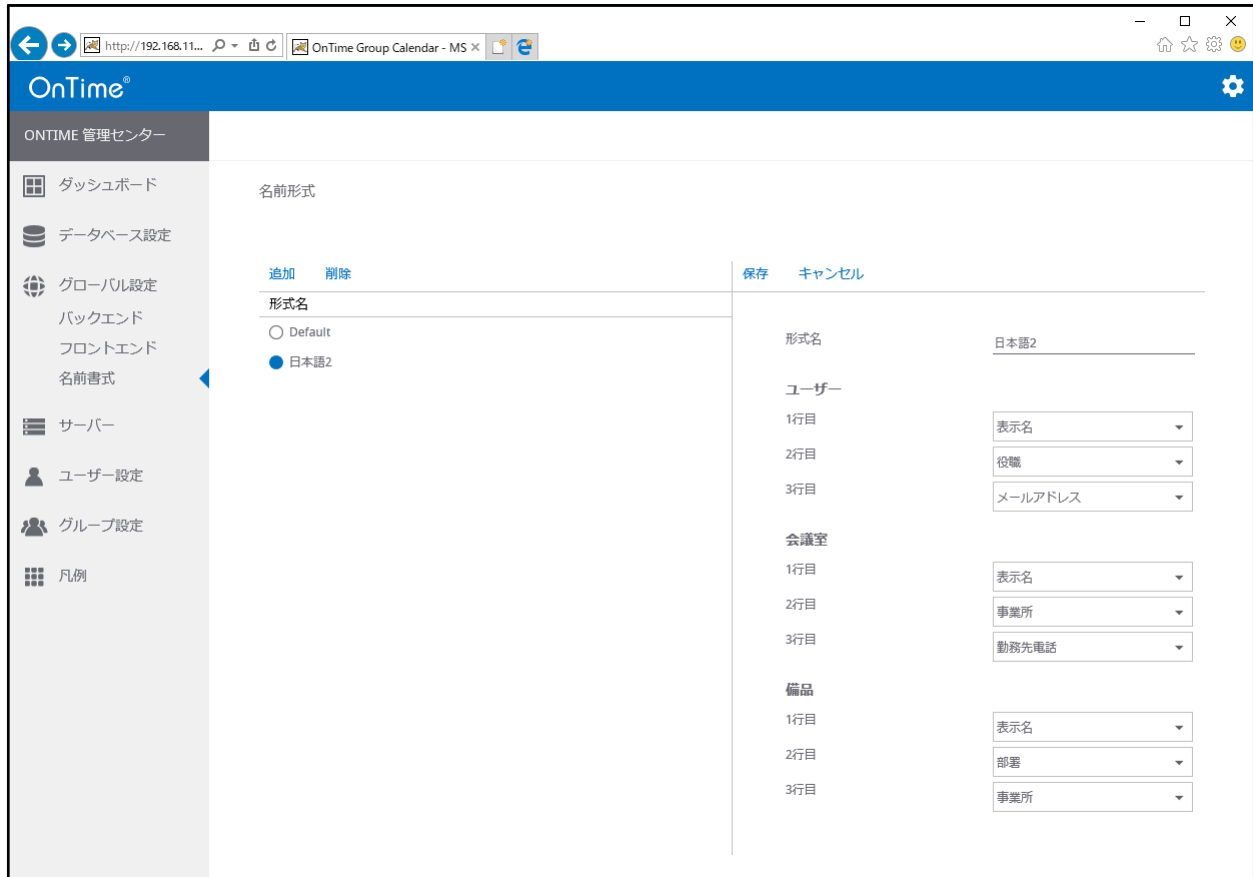 http://192.168.11...
OnTime Group Calendar - MS
OnTime®
ONTIME 管理センター
ダッシュボード
データベース設定
グローバル設定
バックエンド
フロントエンド
名前書式
サーバー
ユーザー設定
グループ設定
凡例
名前形式
追加 削除
形式名
Default
日本語2
保存 キャンセル
形式名 日本語2
ユーザー
1行目 表示名
2行目 役職
3行目 メールアドレス
会議室
1行目 表示名
2行目 事業所
3行目 勤務先電話
備品
1行目 表示名
2行目 部署
3行目 事業所